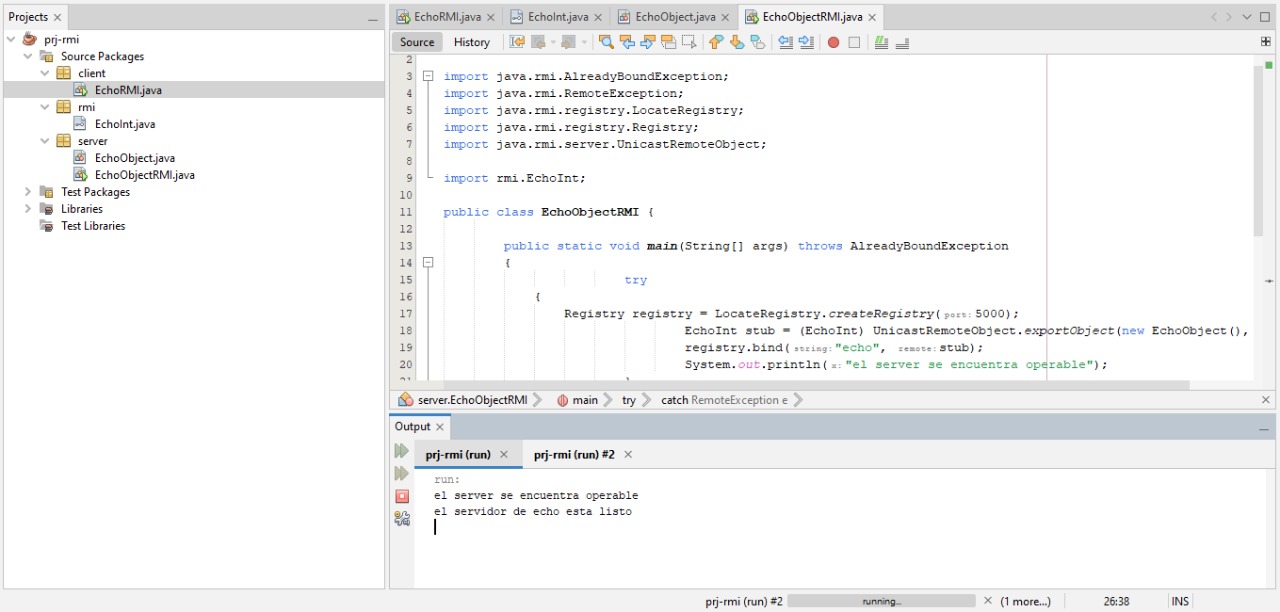 Projects
prj-rmi
Source Packages
client
EchoRMI.java
rmi
EchoInt.java
server
EchoObject.java
EchoObjectRMI.java
Test Packages
Libraries
Test Libraries
EchoRMI.java EchoInt.java EchoObject.java EchoObjectRMI.java
Source History
2
3 import java.rmi.AlreadyBoundException;
4 import java.rmi.RemoteException;
5 import java.rmi.registry.LocateRegistry;
6 import java.rmi.registry.Registry;
7 import java.rmi.server.UnicastRemoteObject;
8
9 import rmi.EchoInt;
10
11 public class EchoObjectRMI {
12
13 public static void main(String[] args) throws AlreadyBoundException
14 {
15 try
16 {
17 Registry registry = LocateRegistry.createRegistry(port: 5000);
18 EchoInt stub = (EchoInt) UnicastRemoteObject.exportObject(new EchoObject(),
19 registry.bind(string: "echo", remote: stub);
20 System.out.println(x: "el server se encuentra operable");
server.EchoObjectRMI main try catch RemoteException e
Output
prj-rmi (run) prj-rmi (run) #2
run:
el server se encuentra operable
el servidor de echo esta listo
prj-rmi (run) #2 running... (1 more...) 26:38 INS